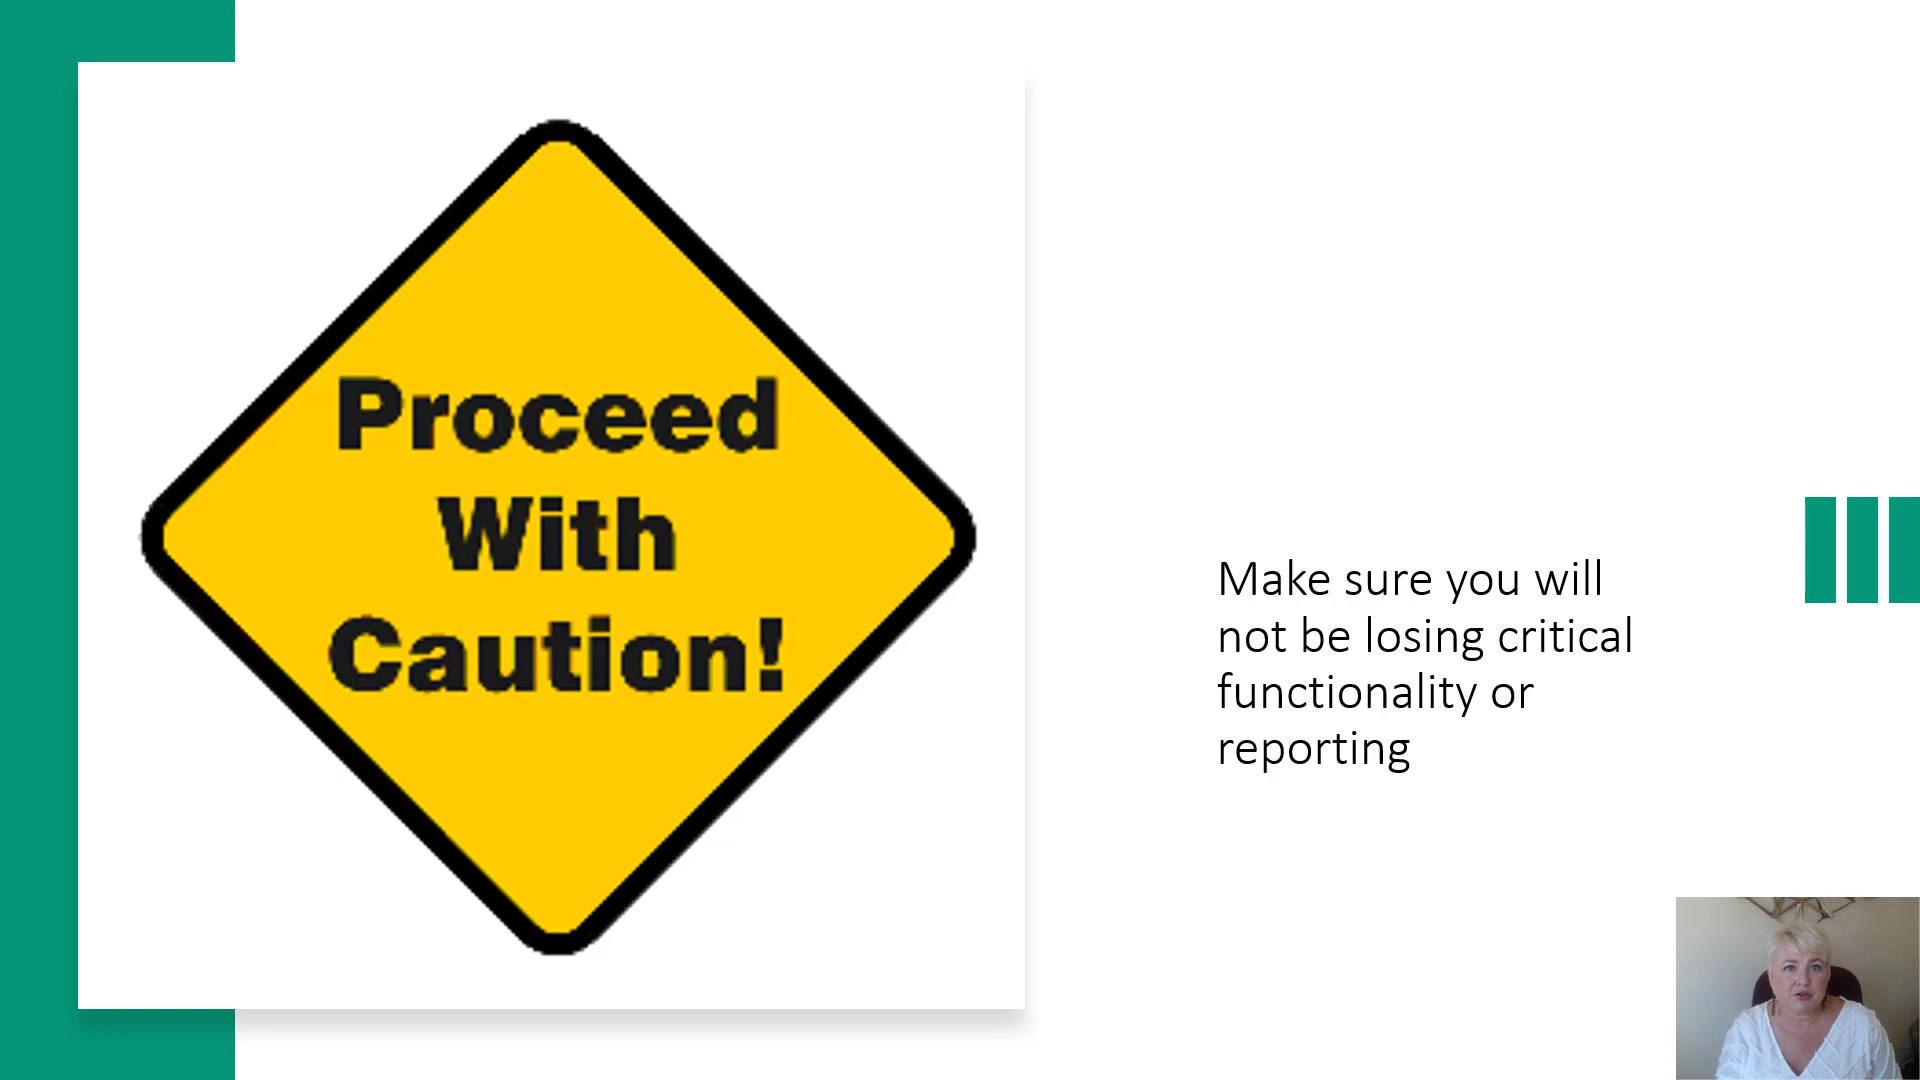 Proceed
With
Caution!
Make sure you will
not be losing critical
functionality or
reporting